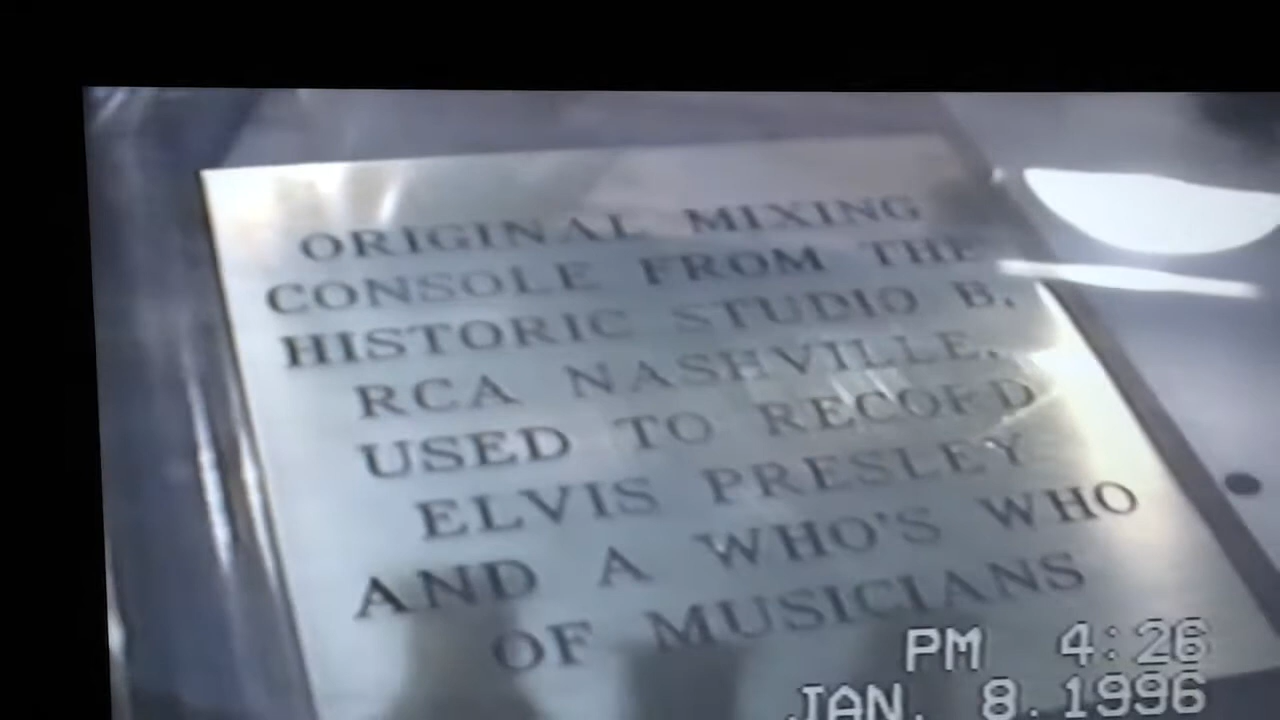 ORIGINAL MIXING
CONSOLE FROM THE
HISTORIC STUDIO B,
RCA NASHVILLE,
USED TO RECORD
ELVIS PRESLEY
AND A WHO'S WHO
OF MUSICIANS
PM 4:26
JAN. 8.1996